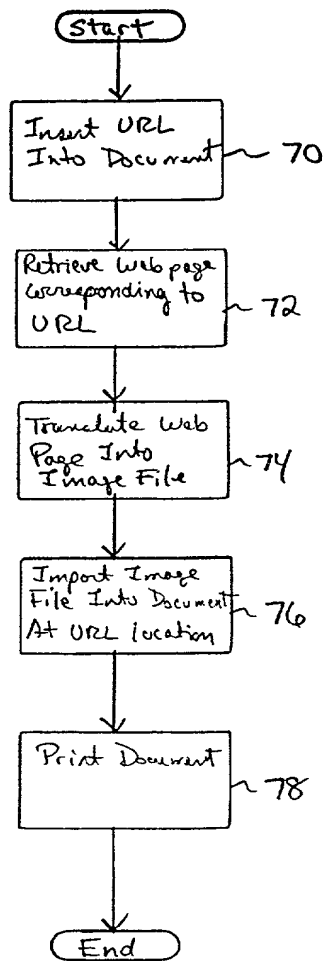 Start
Insert URL
Into Document
70
Retrieve Web page
corresponding to
URL
72
Translate Web
Page Into
Image File
74
Import Image
File Into Document
At URL location
76
Print Document
78
End